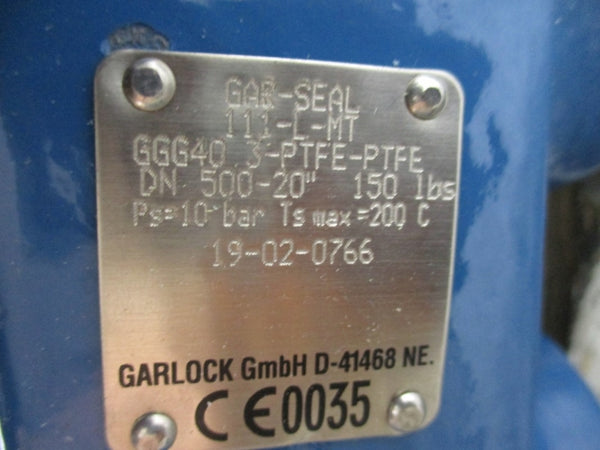 GAR-SEAL
111-L-MT
GGG40 3-PTFE-PTFE
DN 500-20" 150 lbs
Ps=10 bar Ts max=200 C
19-02-0766
GARLOCK GmbH D-41468 NE.
CE0035